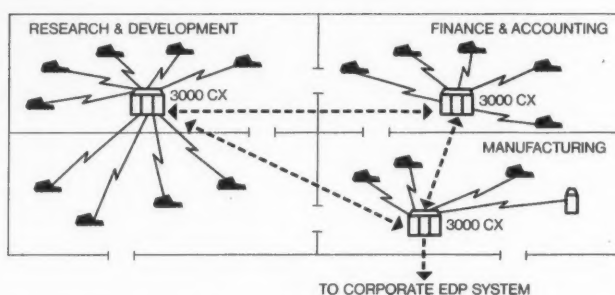 RESEARCH & DEVELOPMENT
FINANCE & ACCOUNTING
3000 CX
3000 CX
MANUFACTURING
3000 CX
TO CORPORATE EDP SYSTEM